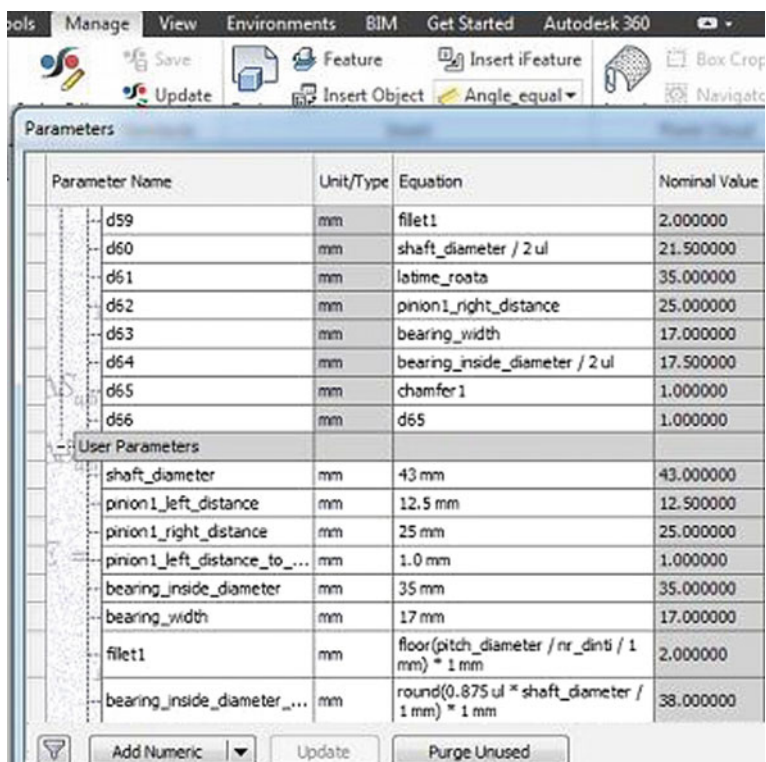 ools Manage View Environments BIM Get Started Autodesk 360
Save Feature Insert iFeature Box Crop
Update Insert Object Angle_equal Navigato
Parameters
Parameter Name Unit/Type Equation Nominal Value
d59 mm fillet1 2.000000
d60 mm shaft_diameter / 2 ul 21.500000
d61 mm latime_roata 35.000000
d62 mm pinion1_right_distance 25.000000
d63 mm bearing_width 17.000000
d64 mm bearing_inside_diameter / 2 ul 17.500000
d65 mm chamfer1 1.000000
d66 mm d65 1.000000
User Parameters
shaft_diameter mm 43 mm 43.000000
pinion1_left_distance mm 12.5 mm 12.500000
pinion1_right_distance mm 25 mm 25.000000
pinion1_left_distance_to_... mm 1.0 mm 1.000000
bearing_inside_diameter mm 35 mm 35.000000
bearing_width mm 17 mm 17.000000
fillet1 mm floor(pitch_diameter / nr_dinti / 1
mm) * 1 mm 2.000000
bearing_inside_diameter_... mm round(0.875 ul * shaft_diameter /
1 mm) * 1 mm 38.000000
Add Numeric Update Purge Unused